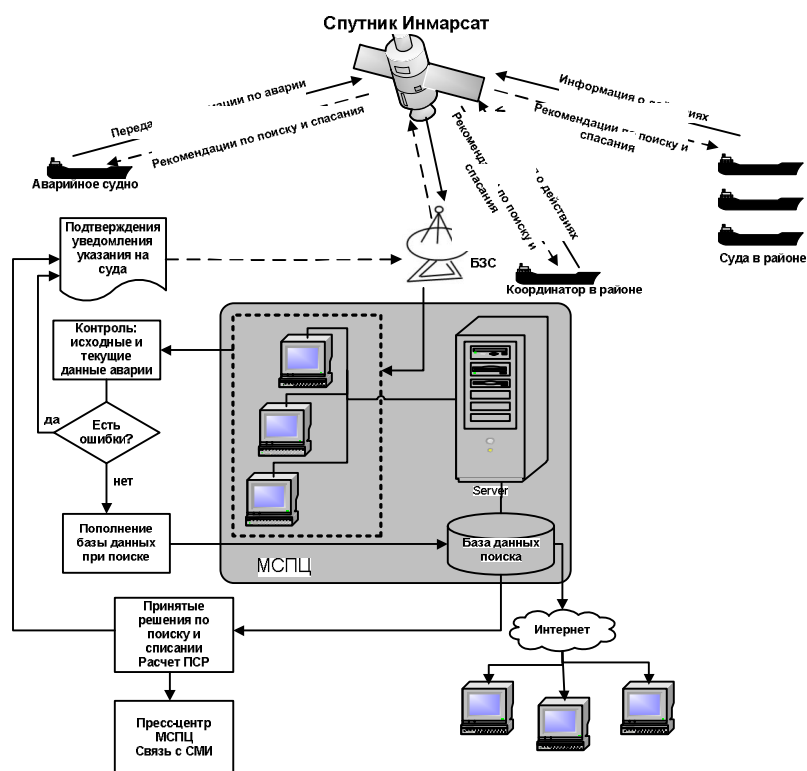 Спутник Инмарсат
Информация о
по аварии
Рекомендации по поиску и спасания
Рекомендации по поиску и
спасания
спасания
по поиску и
о действиях
Аварийное судно
Суда в районе
Координатор в районе
БЗС
Подтверждения
уведомления
указания на
суда
Контроль:
исходные и
текущие
данные аварии
да
Есть
ошибки?
нет
Пополнение
базы данных
при поиске
Server
База данных
поиска
МСПЦ
Принятые
решения по
поиску и
списании
Расчет ПСР
Интернет
Пресс-центр
МСПЦ
Связь с СМИ